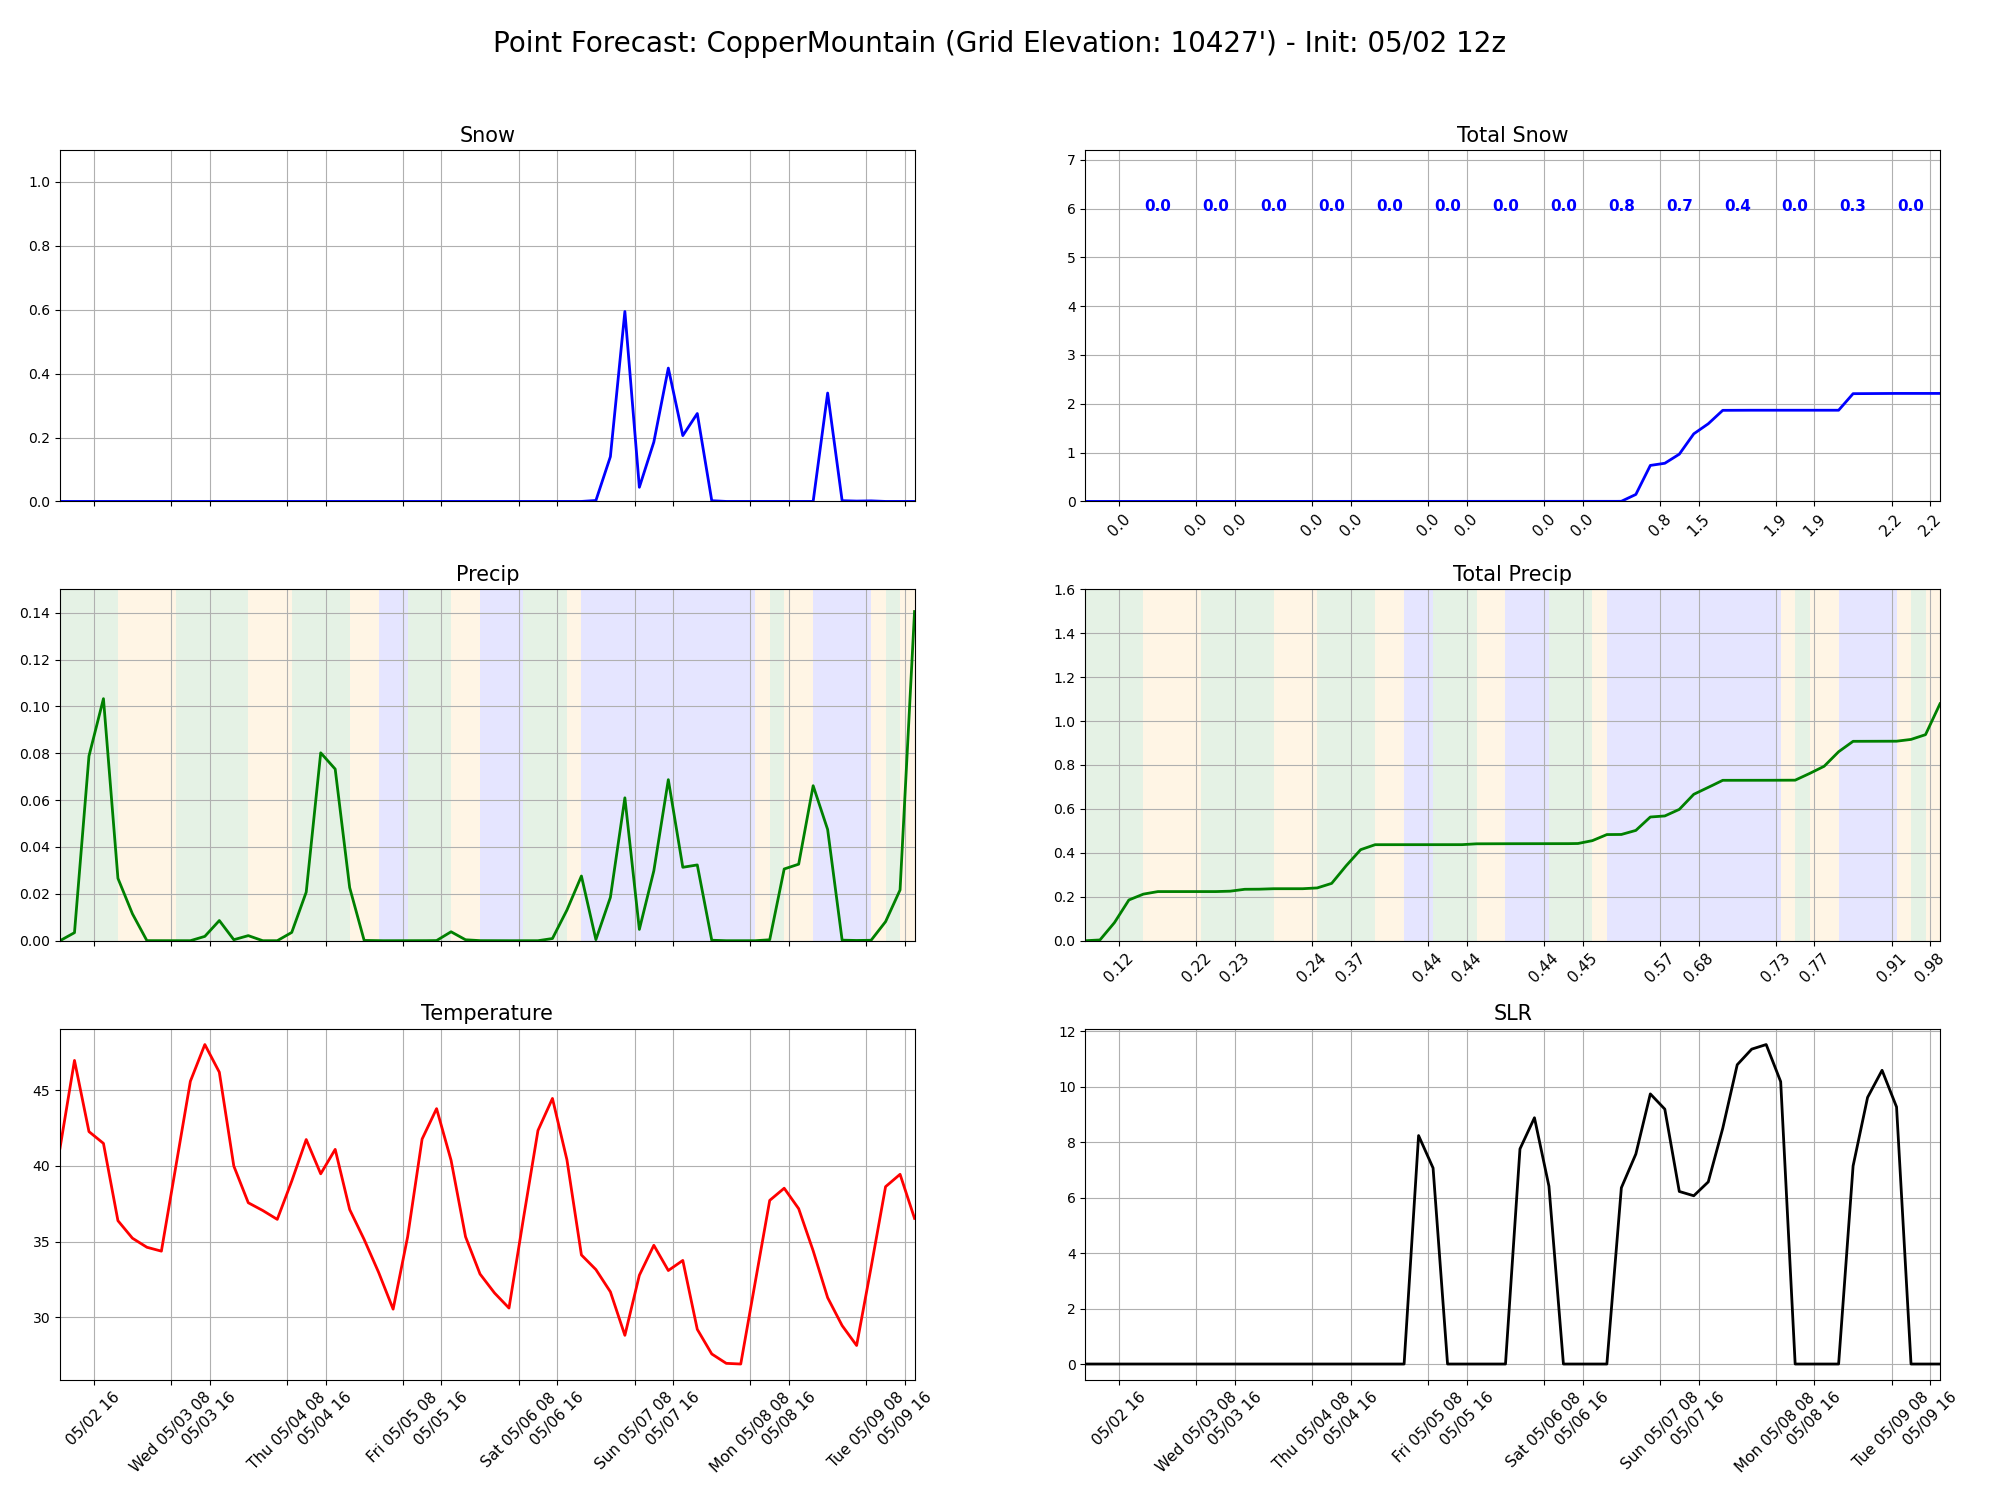 Point Forecast: CopperMountain (Grid Elevation: 10427') - Init: 05/02 12z
Snow
1.0
0.8
0.6
0.4
0.2
0.0
Total Snow
7
6
5
4
3
2
1
0
0.0 0.0 0.0 0.0 0.0 0.0 0.0 0.0 0.8 0.7 0.4 0.0 0.3 0.0
0.0 0.0 0.0 0.0 0.0 0.0 0.0 0.0 0.0 0.8 1.5 1.9 1.9 2.2 2.2
Precip
0.14
0.12
0.10
0.08
0.06
0.04
0.02
0.00
Total Precip
1.6
1.4
1.2
1.0
0.8
0.6
0.4
0.2
0.0
0.12 0.22 0.23 0.24 0.37 0.44 0.44 0.44 0.45 0.57 0.68 0.73 0.77 0.91 0.98
Temperature
45
40
35
30
05/02 16
Wed 05/03 08
05/03 16
Thu 05/04 08
05/04 16
Fri 05/05 08
05/05 16
Sat 05/06 08
05/06 16
Sun 05/07 08
05/07 16
Mon 05/08 08
05/08 16
Tue 05/09 08
05/09 16
SLR
12
10
8
6
4
2
0
05/02 16
Wed 05/03 08
05/03 16
Thu 05/04 08
05/04 16
Fri 05/05 08
05/05 16
Sat 05/06 08
05/06 16
Sun 05/07 08
05/07 16
Mon 05/08 08
05/08 16
Tue 05/09 08
05/09 16